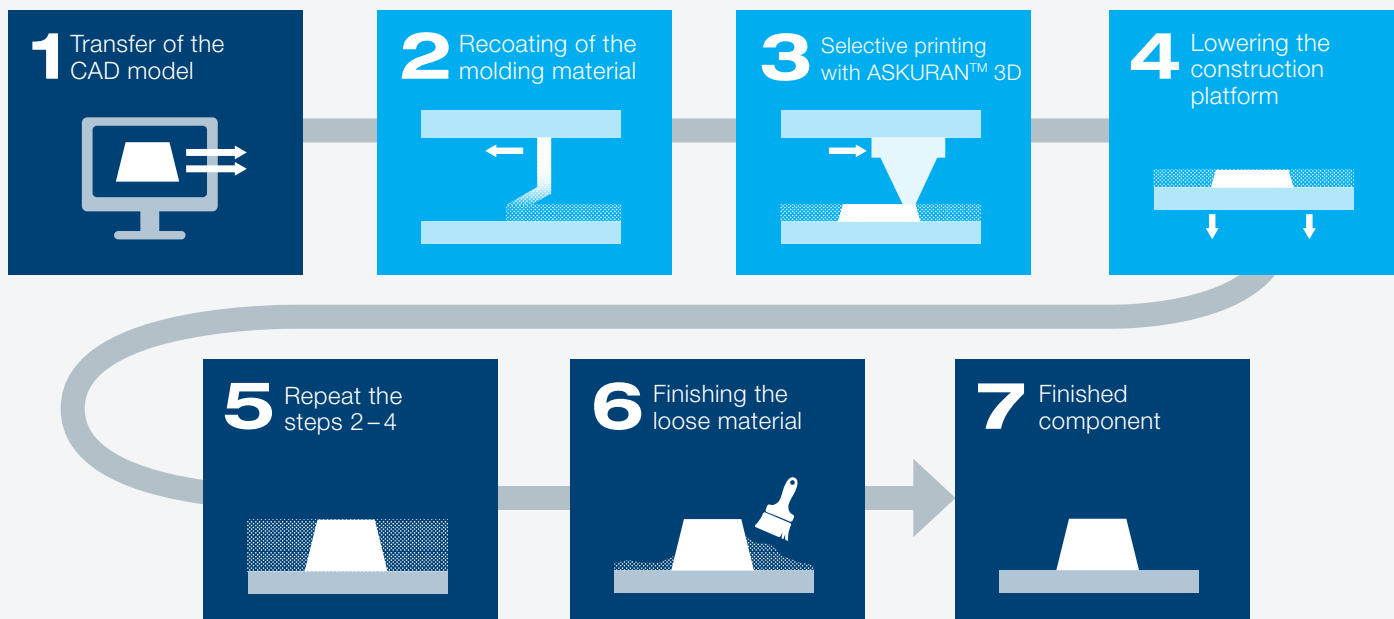 1 Transfer of the
CAD model
2 Recoating of the
molding material
3 Selective printing
with ASKURAN™ 3D
4 Lowering the
construction
platform
5 Repeat the
steps 2–4
6 Finishing the
loose material
7 Finished
component